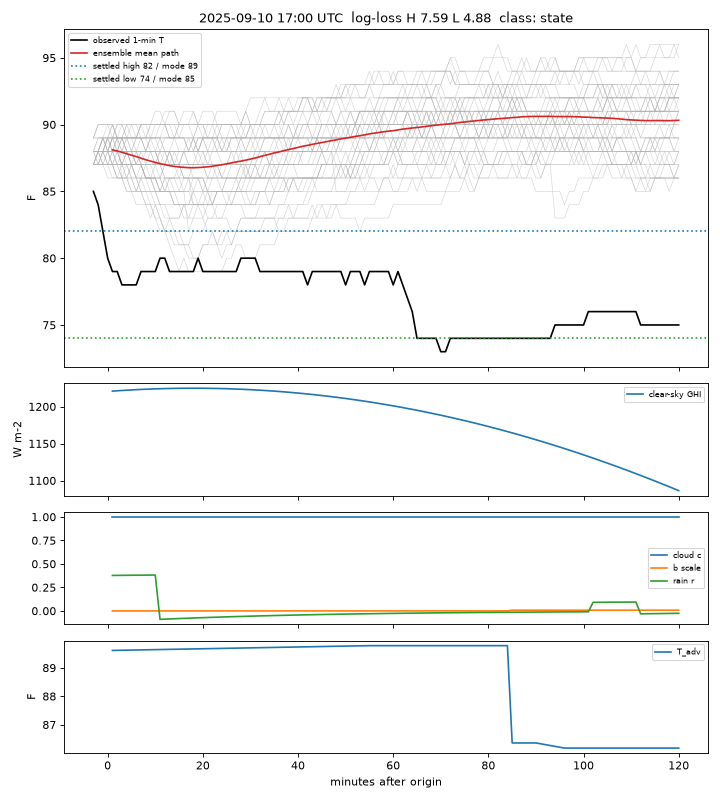 2025-09-10 17:00 UTC  log-loss H 7.59 L 4.88  class: state
observed 1-min T
ensemble mean path
settled high 82 / mode 89
settled low 74 / mode 85
95
90
85
80
75
F
clear-sky GHI
1200
1150
1100
W m-2
1.00
0.75
0.50
0.25
0.00
cloud c
b scale
rain r
T_adv
89
88
87
F
0
20
40
60
80
100
120
minutes after origin